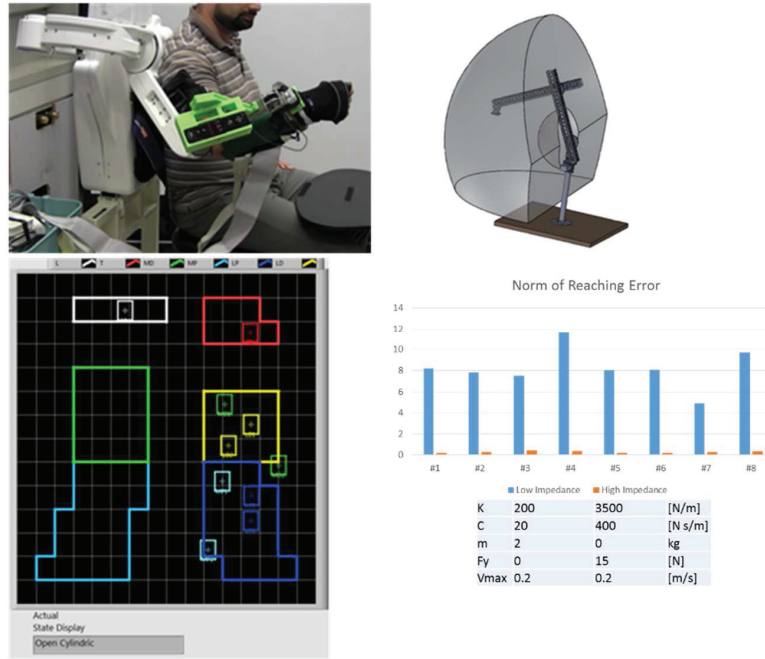 L T MD MP LP LD
Actual
State Display
Open Cylindric
Norm of Reaching Error
14
12
10
8
6
4
2
0
#1 #2 #3 #4 #5 #6 #7 #8
Low Impedance High Impedance
K 200 3500 [N/m]
C 20 400 [N s/m]
m 2 0 kg
Fy 0 15 [N]
Vmax 0.2 0.2 [m/s]